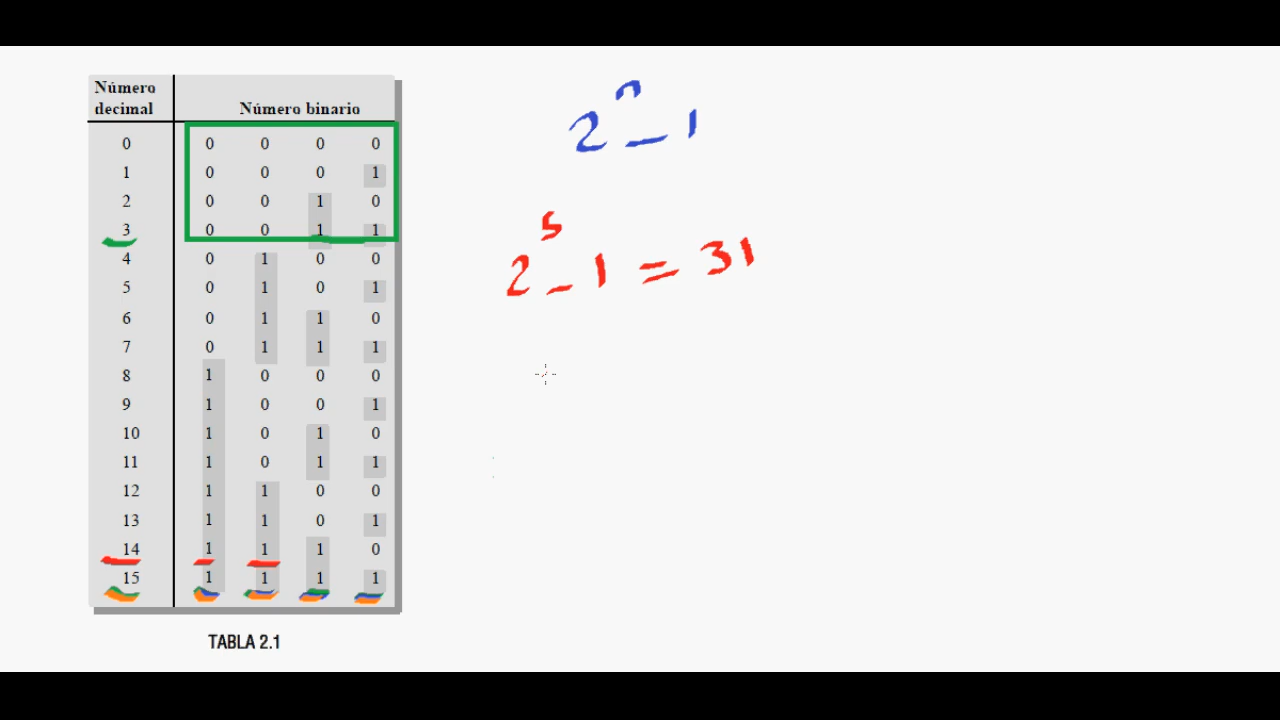 Número decimal Número binario
0 0 0 0 0
1 0 0 0 1
2 0 0 1 0
3 0 0 1 1
4 0 1 0 0
5 0 1 0 1
6 0 1 1 0
7 0 1 1 1
8 1 0 0 0
9 1 0 0 1
10 1 0 1 0
11 1 0 1 1
12 1 1 0 0
13 1 1 0 1
14 1 1 1 0
15 1 1 1 1
TABLA 2.1
2ⁿ - 1
2⁵ - 1 = 31